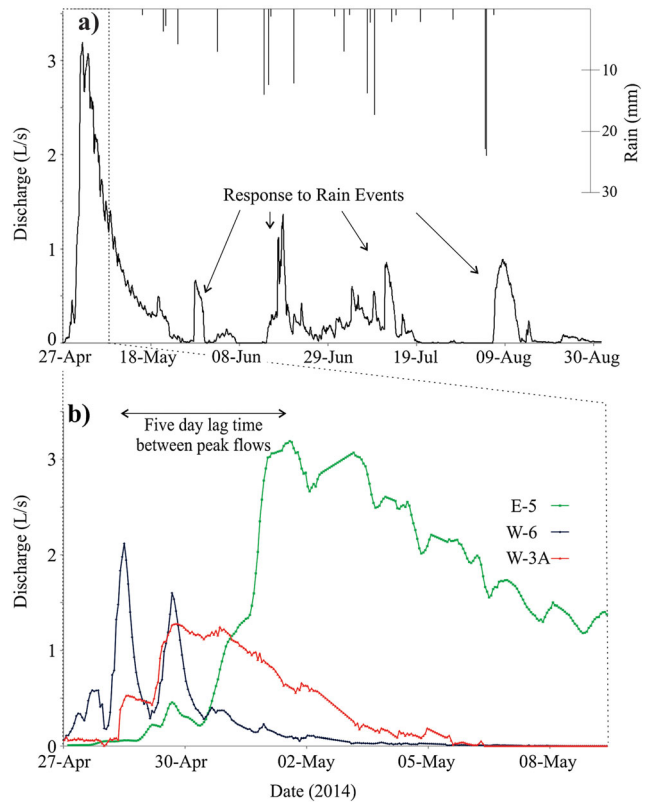 a)
Discharge (L/s)
3
2
1
0
10
20
30
Rain (mm)
Response to Rain Events
27-Apr 18-May 08-Jun 29-Jun 19-Jul 09-Aug 30-Aug
b)
Five day lag time
between peak flows
Discharge (L/s)
3
2
1
0
E-5
W-6
W-3A
27-Apr 30-Apr 02-May 05-May 08-May
Date (2014)